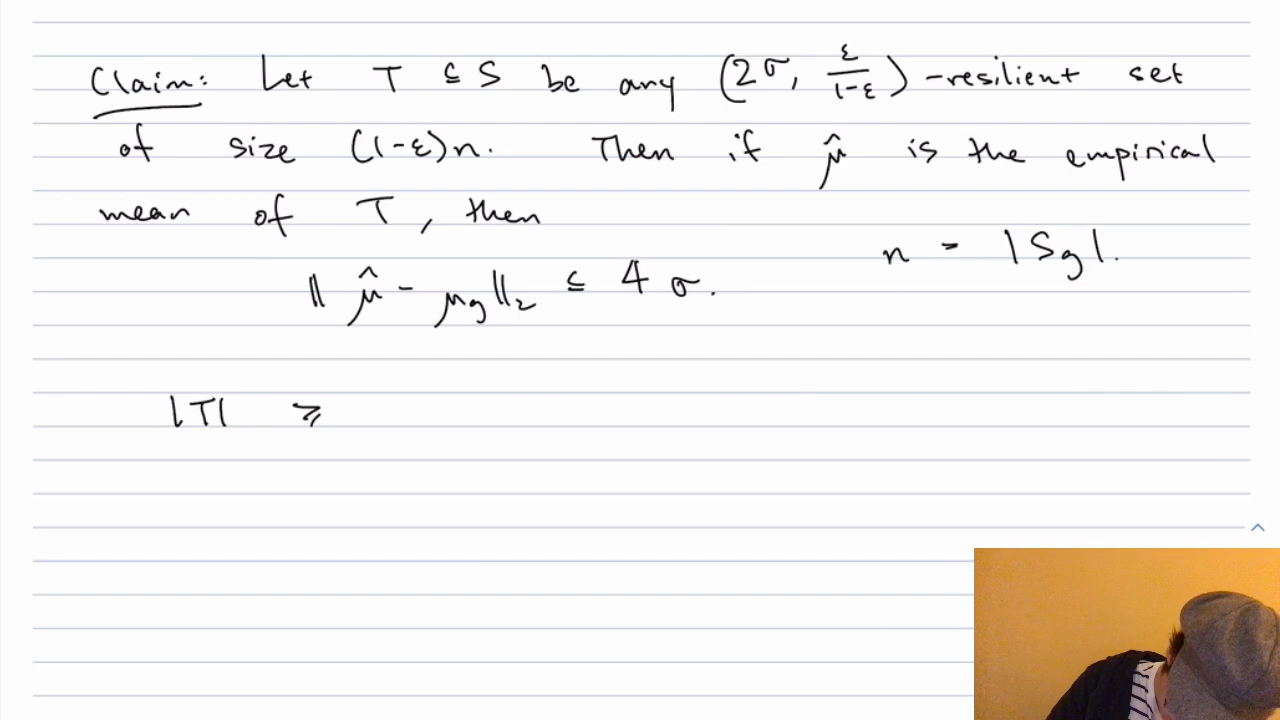 Claim: Let T ⊆ S be any (2σ, ε/(1-ε))-resilient set
of size (1-ε)n. Then if μ̂ is the empirical
mean of T, then
n = |S_g|.
‖μ̂ - μ_g‖₂ ≤ 4σ.
|T| ≥